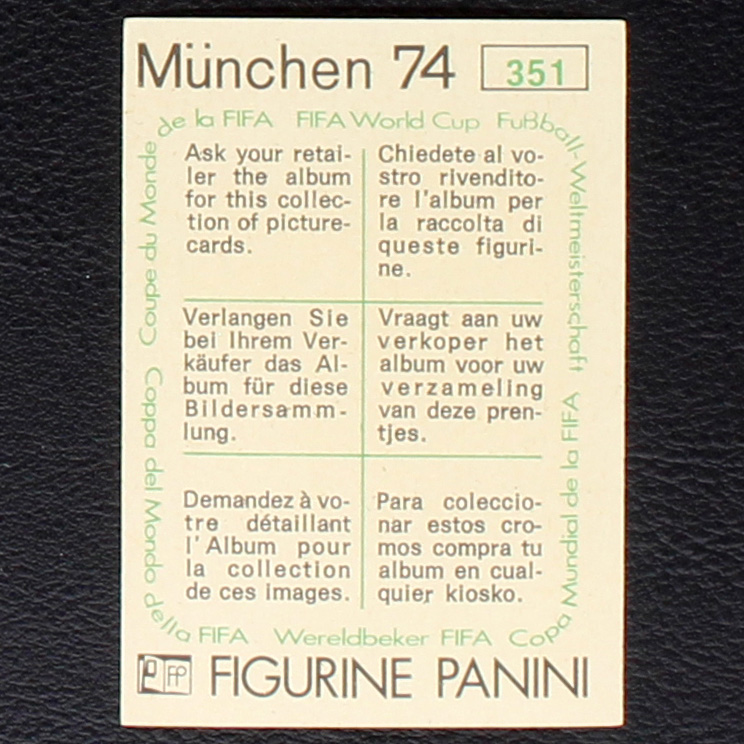 München 74 351
de la FIFA FIFA World Cup Fußball-Weltmeisterschaft
Ask your retai-
ler the album
for this collec-
tion of picture-
cards.
Chiedete al vo-
stro rivendito-
re l'album per
la raccolta di
queste figuri-
ne.
Verlangen Sie
bei Ihrem Ver-
käufer das Al-
bum für diese
Bildersamm-
lung.
Vraagt aan uw
verkoper het
album voor uw
verzameling
van deze pren-
tjes.
Demandez à vo-
tre détaillant
l'Album pour
la collection
de ces images.
Para coleccio-
nar estos cro-
mos compra tu
album en cual-
quier kiosko.
Coupe du Monde
Coppa del Mondo della FIFA
Wereldbeker FIFA
Copa Mundial de la FIFA
FP FIGURINE PANINI